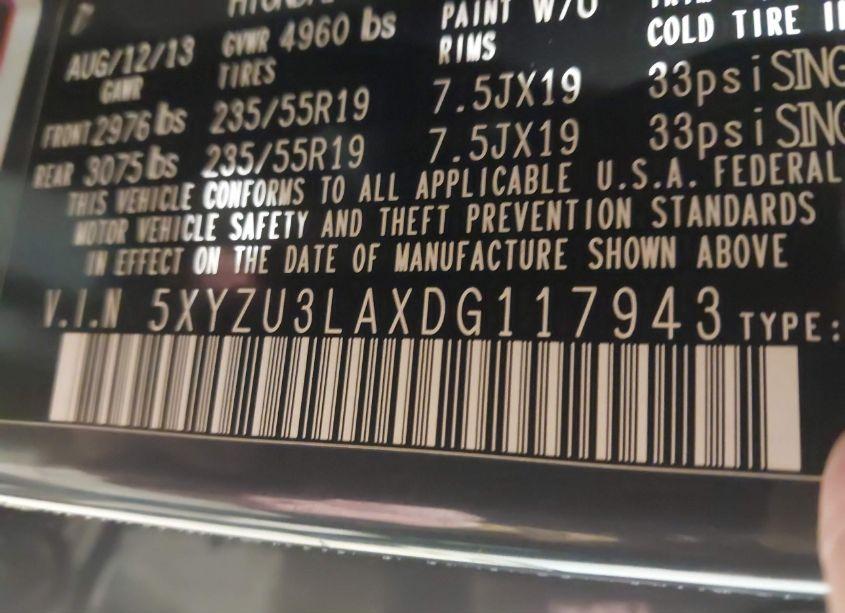 PAINT W/O
COLD TIRE
AUG/12/13 GVWR 4960 lbs RIMS
GAWR TIRES
FRONT 2976 lbs 235/55R19 7.5JX19 33psi SING
REAR 3075 lbs 235/55R19 7.5JX19 33psi SING
THIS VEHICLE CONFORMS TO ALL APPLICABLE U.S.A. FEDERAL
MOTOR VEHICLE SAFETY AND THEFT PREVENTION STANDARDS
IN EFFECT ON THE DATE OF MANUFACTURE SHOWN ABOVE
V.I.N 5XYZU3LAXDG117943 TYPE: